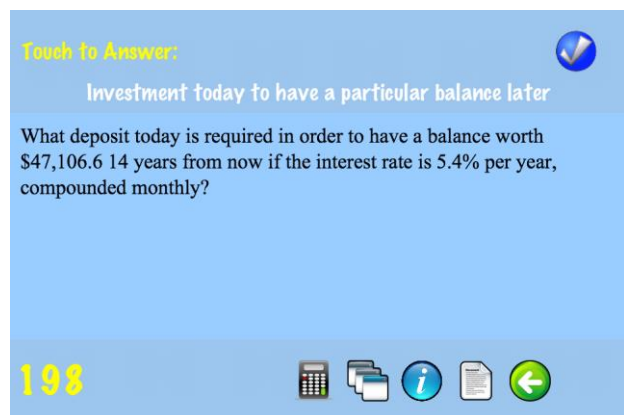 Touch to Answer:
Investment today to have a particular balance later
What deposit today is required in order to have a balance worth
$47,106.6 14 years from now if the interest rate is 5.4% per year,
compounded monthly?
198